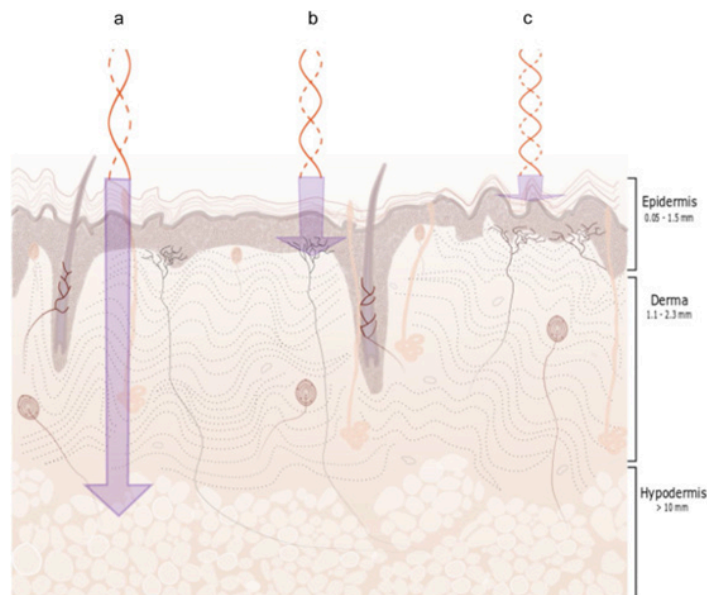 a b c
Epidermis
0.05 - 1.5 mm
Derma
1.1 - 2.3 mm
Hypodermis
> 10 mm